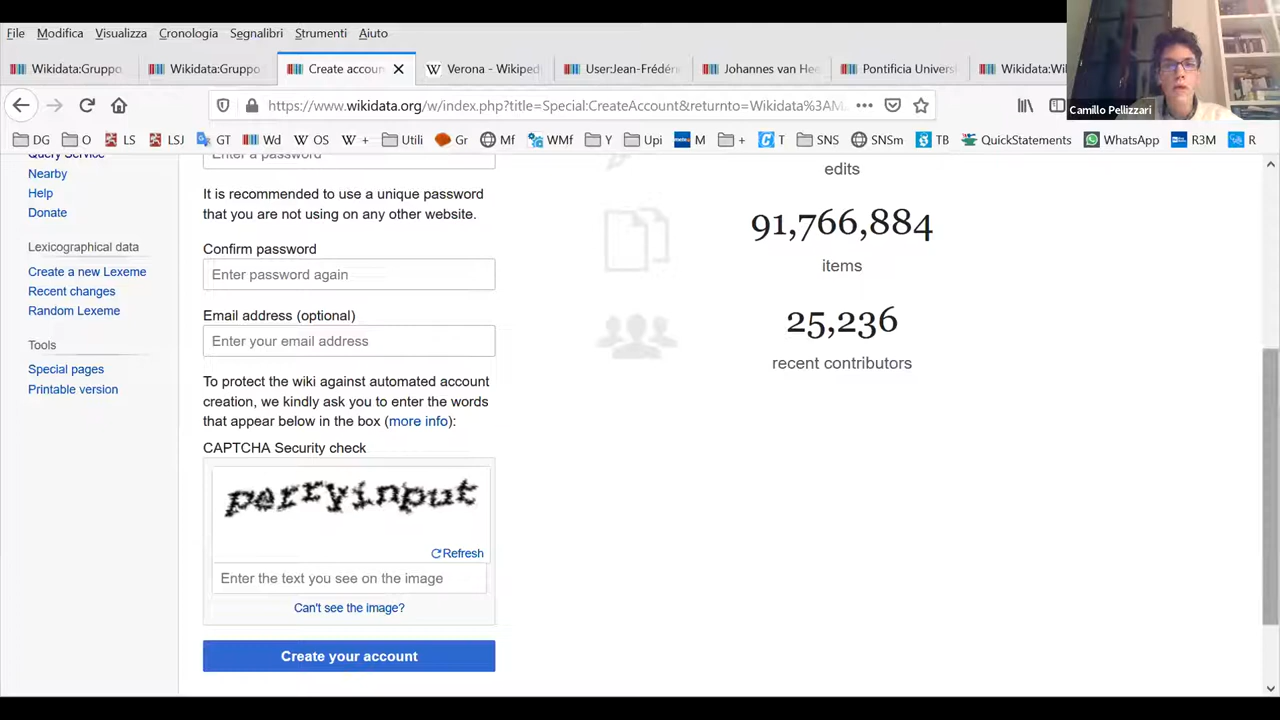 File Modifica Visualizza Cronologia Segnalibri Strumenti Aiuto
Wikidata:Gruppo Wikidata:Gruppo Create accoun Verona - Wikiped User:Jean-Frédéri Johannes van Hee Pontificia Univers Wikidata:Wi
Camillo Pellizzari
https://www.wikidata.org/w/index.php?title=Special:CreateAccount&returnto=Wikidata%3AM...
DG O LS LSJ GT Wd OS + Utili Gr Mf WMf Y Upi M + T SNS SNSm TB QuickStatements WhatsApp R3M R
Query Service
Nearby
Help
Donate
Lexicographical data
Create a new Lexeme
Recent changes
Random Lexeme
Tools
Special pages
Printable version
Enter a password
It is recommended to use a unique password
that you are not using on any other website.
Confirm password
Enter password again
Email address (optional)
Enter your email address
To protect the wiki against automated account
creation, we kindly ask you to enter the words
that appear below in the box (more info):
CAPTCHA Security check
perryinput
Refresh
Enter the text you see on the image
Can't see the image?
Create your account
edits
91,766,884
items
25,236
recent contributors